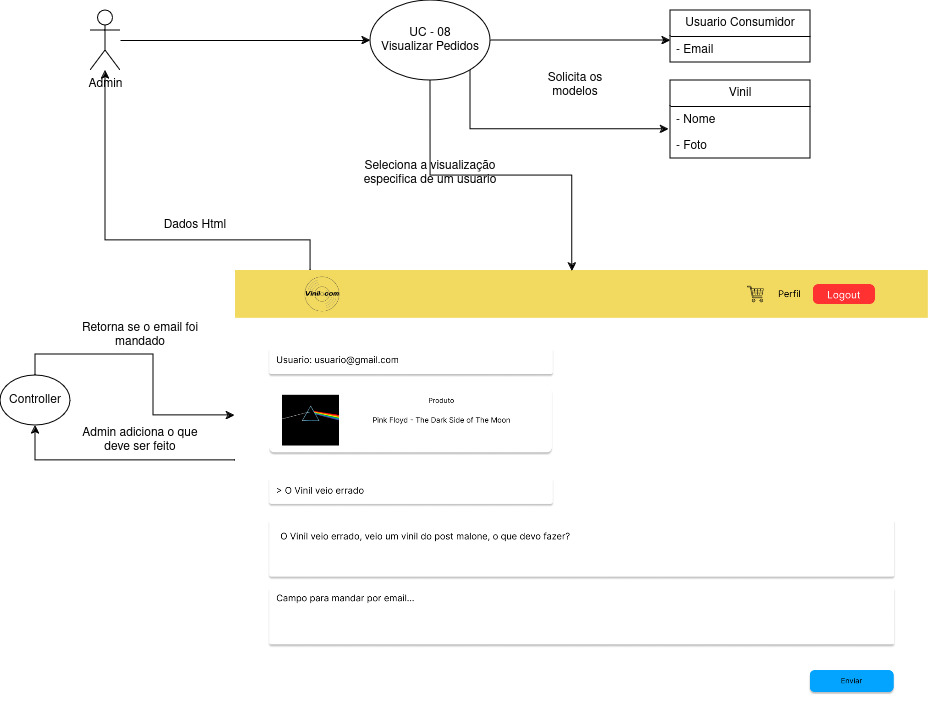 UC - 08
Visualizar Pedidos
Admin
Usuario Consumidor
- Email
Solicita os
modelos
Vinil
- Nome
- Foto
Seleciona a visualização
especifica de um usuario
Dados Html
Vinil.com
Perfil
Logout
Retorna se o email foi
mandado
Controller
Admin adiciona o que
deve ser feito
Usuario: usuario@gmail.com
Produto
Pink Floyd - The Dark Side of The Moon
> O Vinil veio errado
O Vinil veio errado, veio um vinil do post malone, o que devo fazer?
Campo para mandar por email...
Enviar